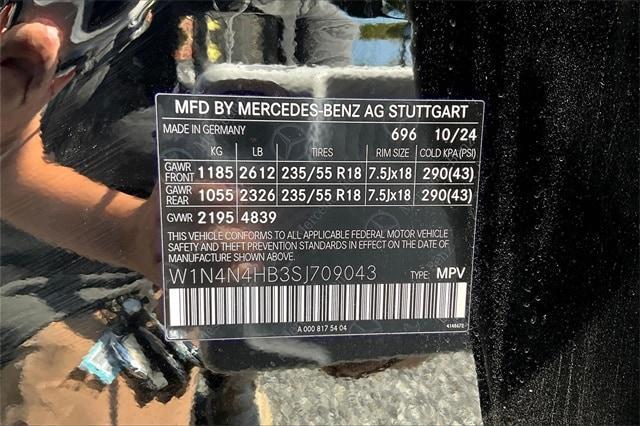 MFD BY MERCEDES-BENZ AG STUTTGART
MADE IN GERMANY 696 10/24
KG LB TIRES RIM SIZE COLD KPA(PSI)
GAWR FRONT 1185 2612 235/55 R18 7.5Jx18 290(43)
GAWR REAR 1055 2326 235/55 R18 7.5Jx18 290(43)
GVWR 2195 4839
THIS VEHICLE CONFORMS TO ALL APPLICABLE FEDERAL MOTOR VEHICLE
SAFETY AND THEFT PREVENTION STANDARDS IN EFFECT ON THE DATE OF
MANUFACTURE SHOWN ABOVE.
W1N4N4HB3SJ709043 TYPE: MPV
A 000 817 54 04